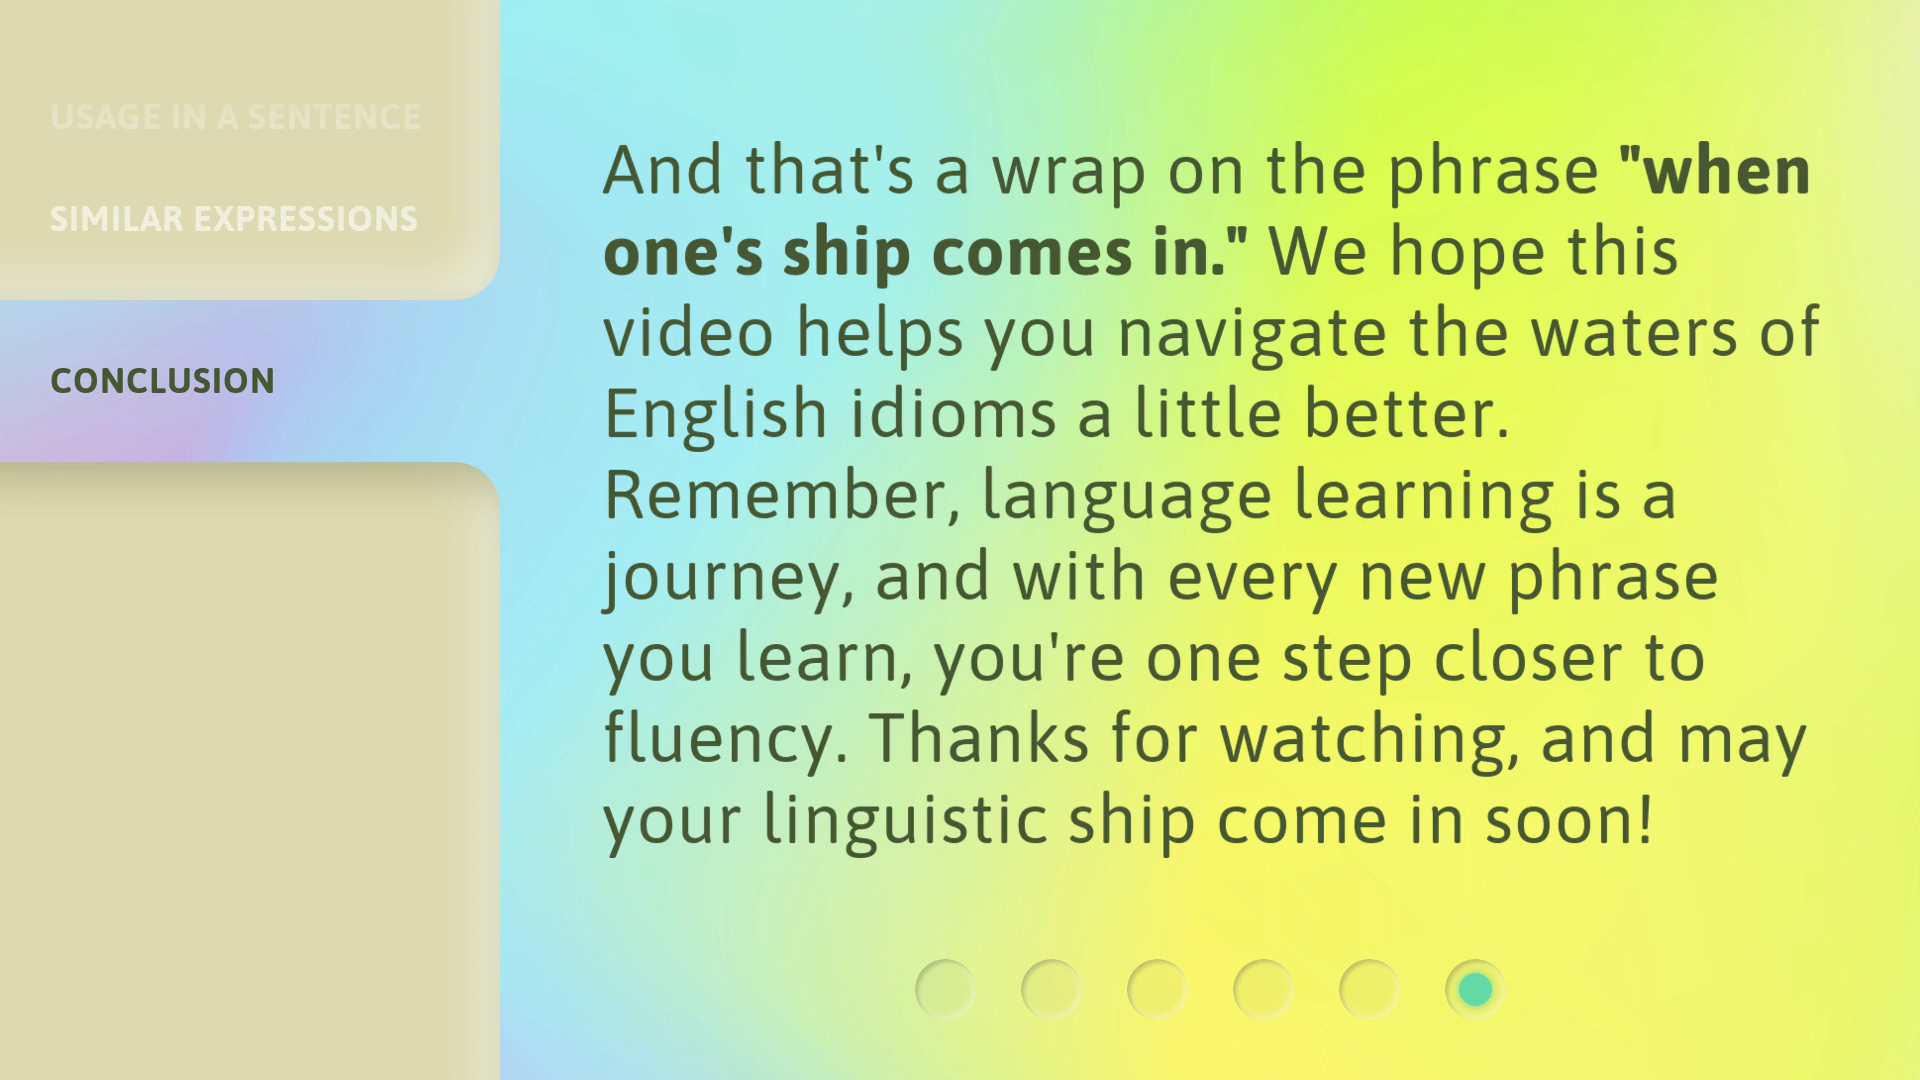 USAGE IN A SENTENCE
SIMILAR EXPRESSIONS
CONCLUSION
And that's a wrap on the phrase "when
one's ship comes in." We hope this
video helps you navigate the waters of
English idioms a little better.
Remember, language learning is a
journey, and with every new phrase
you learn, you're one step closer to
fluency. Thanks for watching, and may
your linguistic ship come in soon!